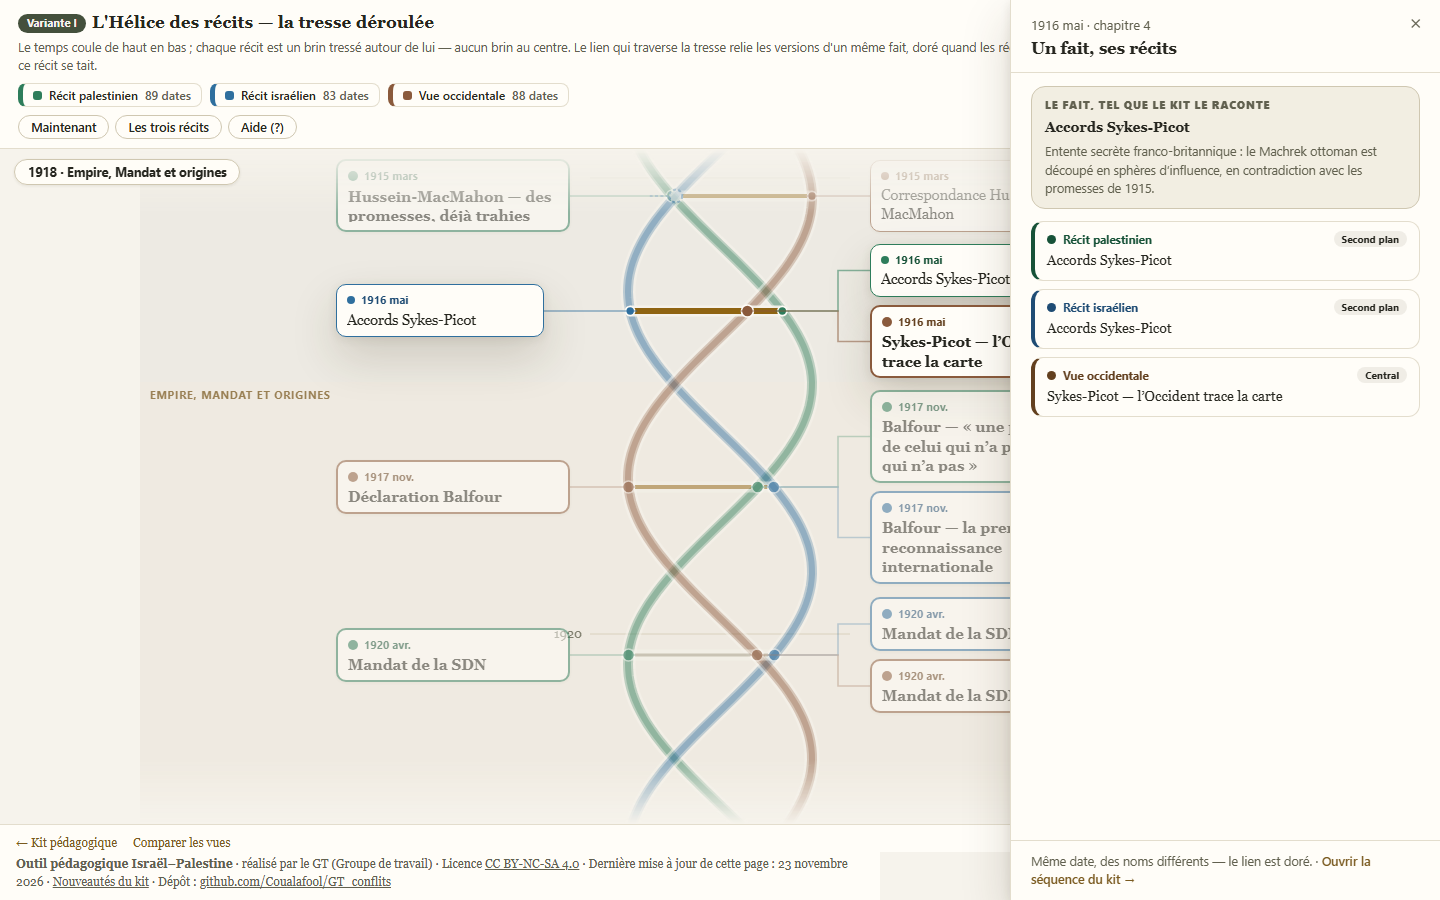 Variante I L'Hélice des récits — la tresse déroulée
Le temps coule de haut en bas ; chaque récit est un brin tressé autour de lui — aucun brin au centre. Le lien qui traverse la tresse relie les versions d'un même fait, doré quand les
ce récit se tait.
Récit palestinien 89 dates
Récit israélien 83 dates
Vue occidentale 88 dates
Maintenant
Les trois récits
Aide (?)
1918 · Empire, Mandat et origines
1915 mars
Hussein-MacMahon — des
promesses, déjà trahies
1915 mars
Correspondance
MacMahon
1916 mai
Accords Sykes-Picot
1916 mai
Accords Sykes-Picot
1916 mai
Sykes-Picot —
trace la carte
EMPIRE, MANDAT ET ORIGINES
1917 nov.
Balfour — « une
de celui qui n'a
qui n'a pas »
1917 nov.
Déclaration Balfour
1917 nov.
Balfour — la
reconnaissance
internationale
1920
1920 avr.
Mandat de la SDN
1920 avr.
Mandat de la
1920 avr.
Mandat de la
1916 mai · chapitre 4
×
Un fait, ses récits
LE FAIT, TEL QUE LE KIT LE RACONTE
Accords Sykes-Picot
Entente secrète franco-britannique : le Machrek ottoman est
découpé en sphères d'influence, en contradiction avec les
promesses de 1915.
Récit palestinien Second plan
Accords Sykes-Picot
Récit israélien Second plan
Accords Sykes-Picot
Vue occidentale Central
Sykes-Picot — l’Occident trace la carte
Même date, des noms différents — le lien est doré. · Ouvrir la
séquence du kit →
← Kit pédagogique Comparer les vues
Outil pédagogique Israël–Palestine · réalisé par le GT (Groupe de travail) · Licence CC BY-NC-SA 4.0 · Dernière mise à jour de cette page : 23 novembre
2026 · Nouveautés du kit · Dépôt : github.com/Coualafool/GT_conflits